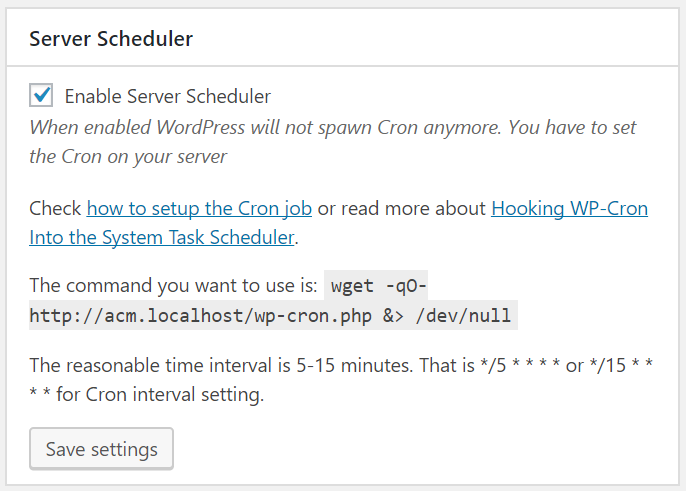 Server Scheduler
Enable Server Scheduler
When enabled WordPress will not spawn Cron anymore. You have to set
the Cron on your server
Check how to setup the Cron job or read more about Hooking WP-Cron
Into the System Task Scheduler.
The command you want to use is: wget -qO-
http://acm.localhost/wp-cron.php &> /dev/null
The reasonable time interval is 5-15 minutes. That is */5 * * * * or */15 * *
* * for Cron interval setting.
Save settings